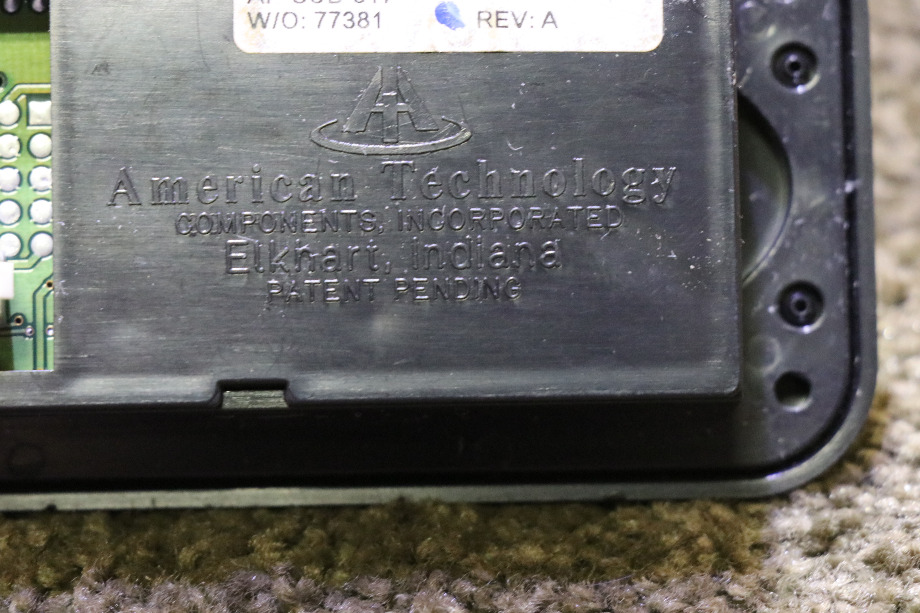 W/O: 77381 REV: A
American Technology
COMPONENTS, INCORPORATED
Elkhart, Indiana
PATENT PENDING